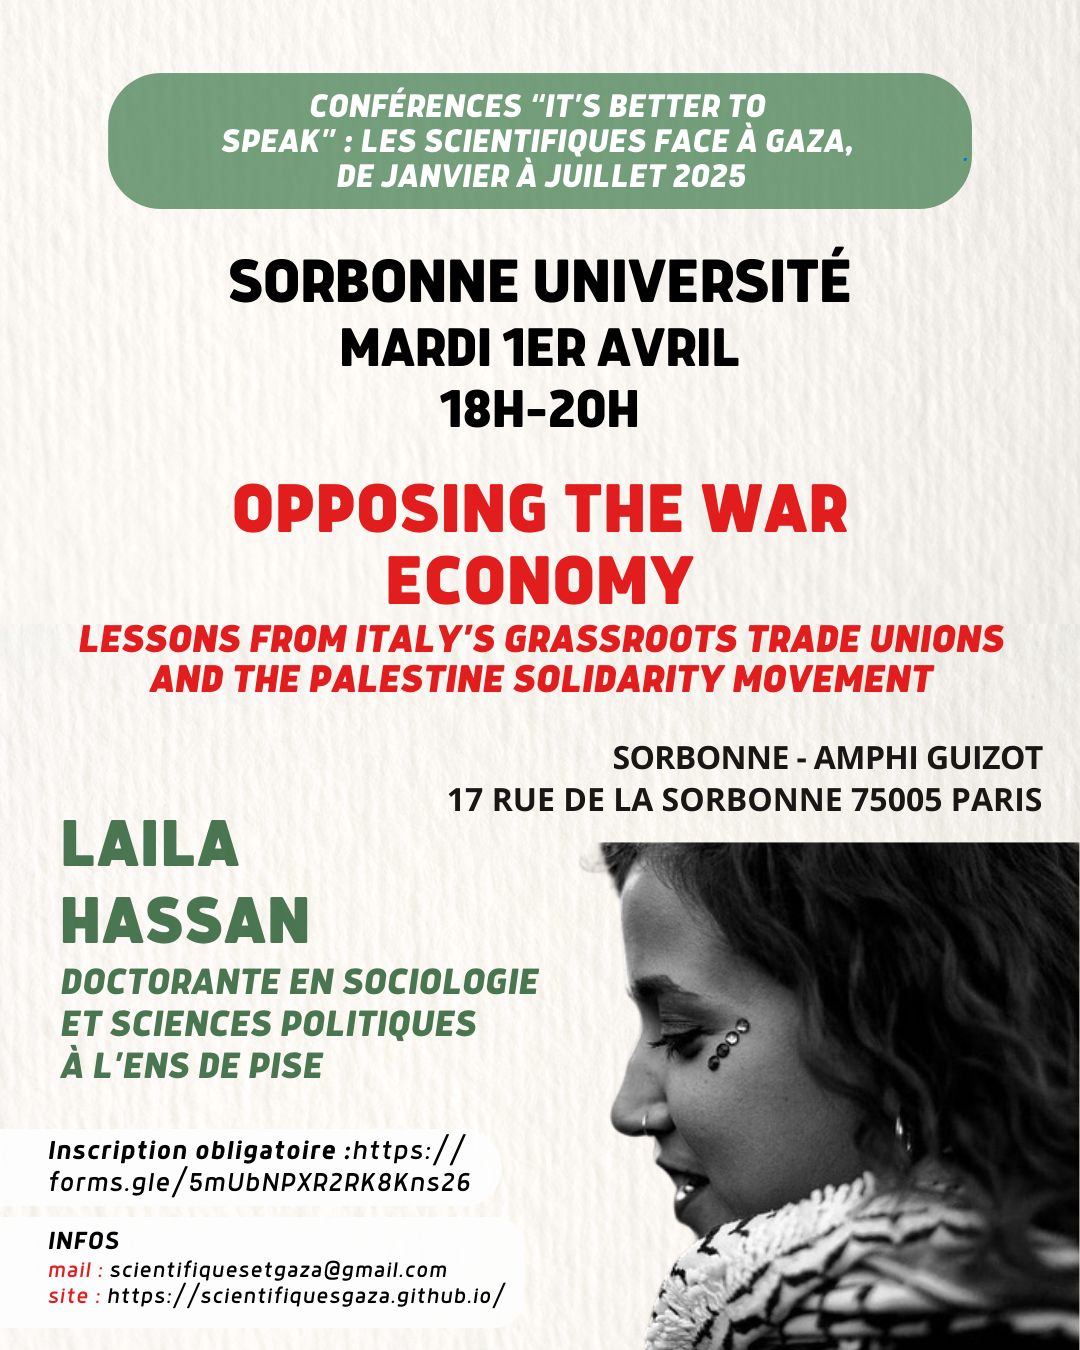 CONFÉRENCES “IT’S BETTER TO
SPEAK” : LES SCIENTIFIQUES FACE À GAZA,
DE JANVIER À JUILLET 2025
SORBONNE UNIVERSITÉ
MARDI 1ER AVRIL
18H-20H
OPPOSING THE WAR
ECONOMY
LESSONS FROM ITALY’S GRASSROOTS TRADE UNIONS
AND THE PALESTINE SOLIDARITY MOVEMENT
SORBONNE - AMPHI GUIZOT
17 RUE DE LA SORBONNE 75005 PARIS
LAILA
HASSAN
DOCTORANTE EN SOCIOLOGIE
ET SCIENCES POLITIQUES
À L’ENS DE PISE
Inscription obligatoire :https://
forms.gle/5mUbNPXR2RK8Kns26
INFOS
mail : scientifiquesetgaza@gmail.com
site : https://scientifiquesgaza.github.io/